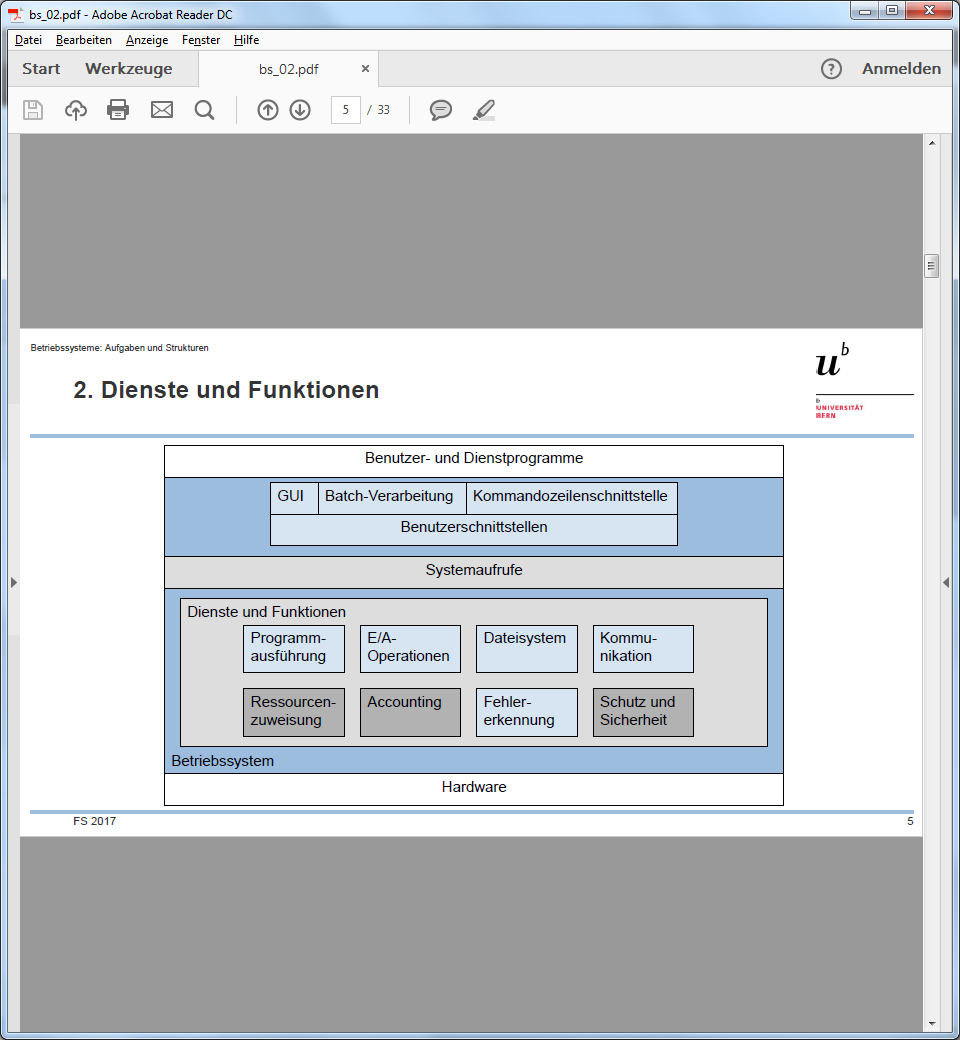 bs_02.pdf - Adobe Acrobat Reader DC
Datei Bearbeiten Anzeige Fenster Hilfe
Start Werkzeuge bs_02.pdf × ? Anmelden
5 / 33
Betriebssysteme: Aufgaben und Strukturen
2. Dienste und Funktionen
u b
b
UNIVERSITÄT
BERN
Benutzer- und Dienstprogramme
GUI Batch-Verarbeitung Kommandozeilenschnittstelle
Benutzerschnittstellen
Systemaufrufe
Dienste und Funktionen
Programm-
ausführung
E/A-
Operationen
Dateisystem
Kommu-
nikation
Ressourcen-
zuweisung
Accounting
Fehler-
erkennung
Schutz und
Sicherheit
Betriebssystem
Hardware
FS 2017 5